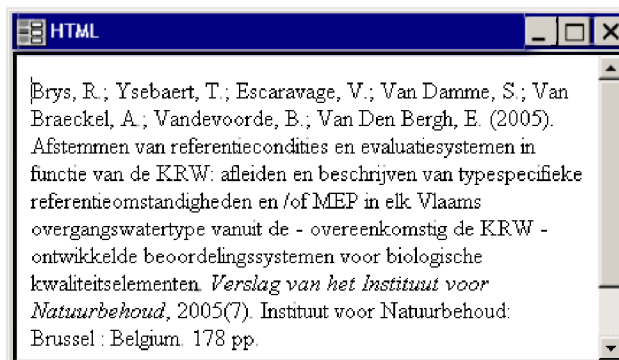 HTML
Brys, R.; Ysebaert, T.; Escaravage, V.; Van Damme, S.; Van
Braeckel, A.; Vandevoorde, B.; Van Den Bergh, E. (2005).
Afstemmen van referentiecondities en evaluatiesystemen in
functie van de KRW: afleiden en beschrijven van typespecifieke
referentieomstandigheden en /of MEP in elk Vlaams
overgangswatertype vanuit de - overeenkomstig de KRW -
ontwikkelde beoordelingssystemen voor biologische
kwaliteitselementen. Verslag van het Instituut voor
Natuurbehoud, 2005(7). Instituut voor Natuurbehoud:
Brussel : Belgium. 178 pp.